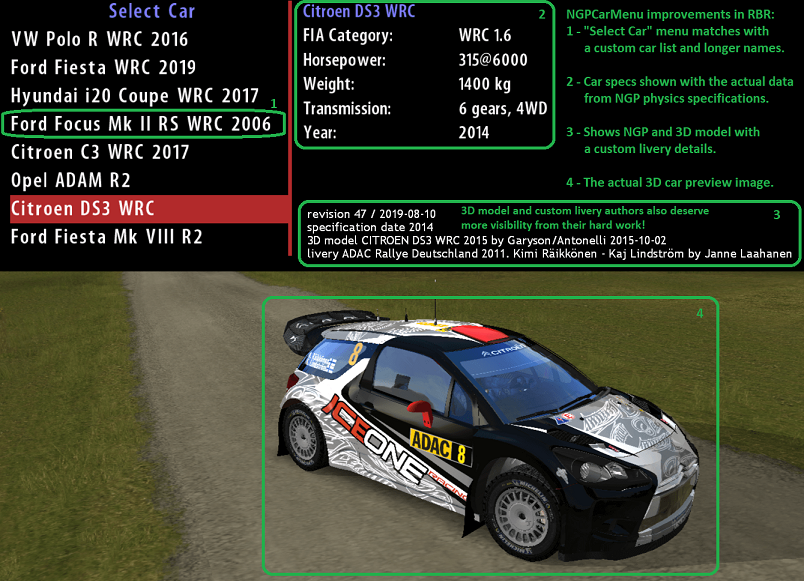 Select Car
VW Polo R WRC 2016
Ford Fiesta WRC 2019
Hyundai i20 Coupe WRC 2017
1
Ford Focus Mk II RS WRC 2006
Citroen C3 WRC 2017
Opel ADAM R2
Citroen DS3 WRC
Ford Fiesta Mk VIII R2
Citroen DS3 WRC
2
FIA Category: WRC 1.6
Horsepower: 315@6000
Weight: 1400 kg
Transmission: 6 gears, 4WD
Year: 2014
NGPCarMenu improvements in RBR:
1 - "Select Car" menu matches with
a custom car list and longer names.
2 - Car specs shown with the actual data
from NGP physics specifications.
3 - Shows NGP and 3D model with
a custom livery details.
4 - The actual 3D car preview image.
revision 47 / 2019-08-10
specification date 2014
3D model CITROEN DS3 WRC 2015 by Garyson/Antonelli 2015-10-02
livery ADAC Rallye Deutschland 2011. Kimi Räikkönen - Kaj Lindström by Janne Laahanen
3D model and custom livery authors also deserve
more visibility from their hard work!
3
4
CITROËN
8
ICEONE
RACING
ADAC 8
MICHELIN